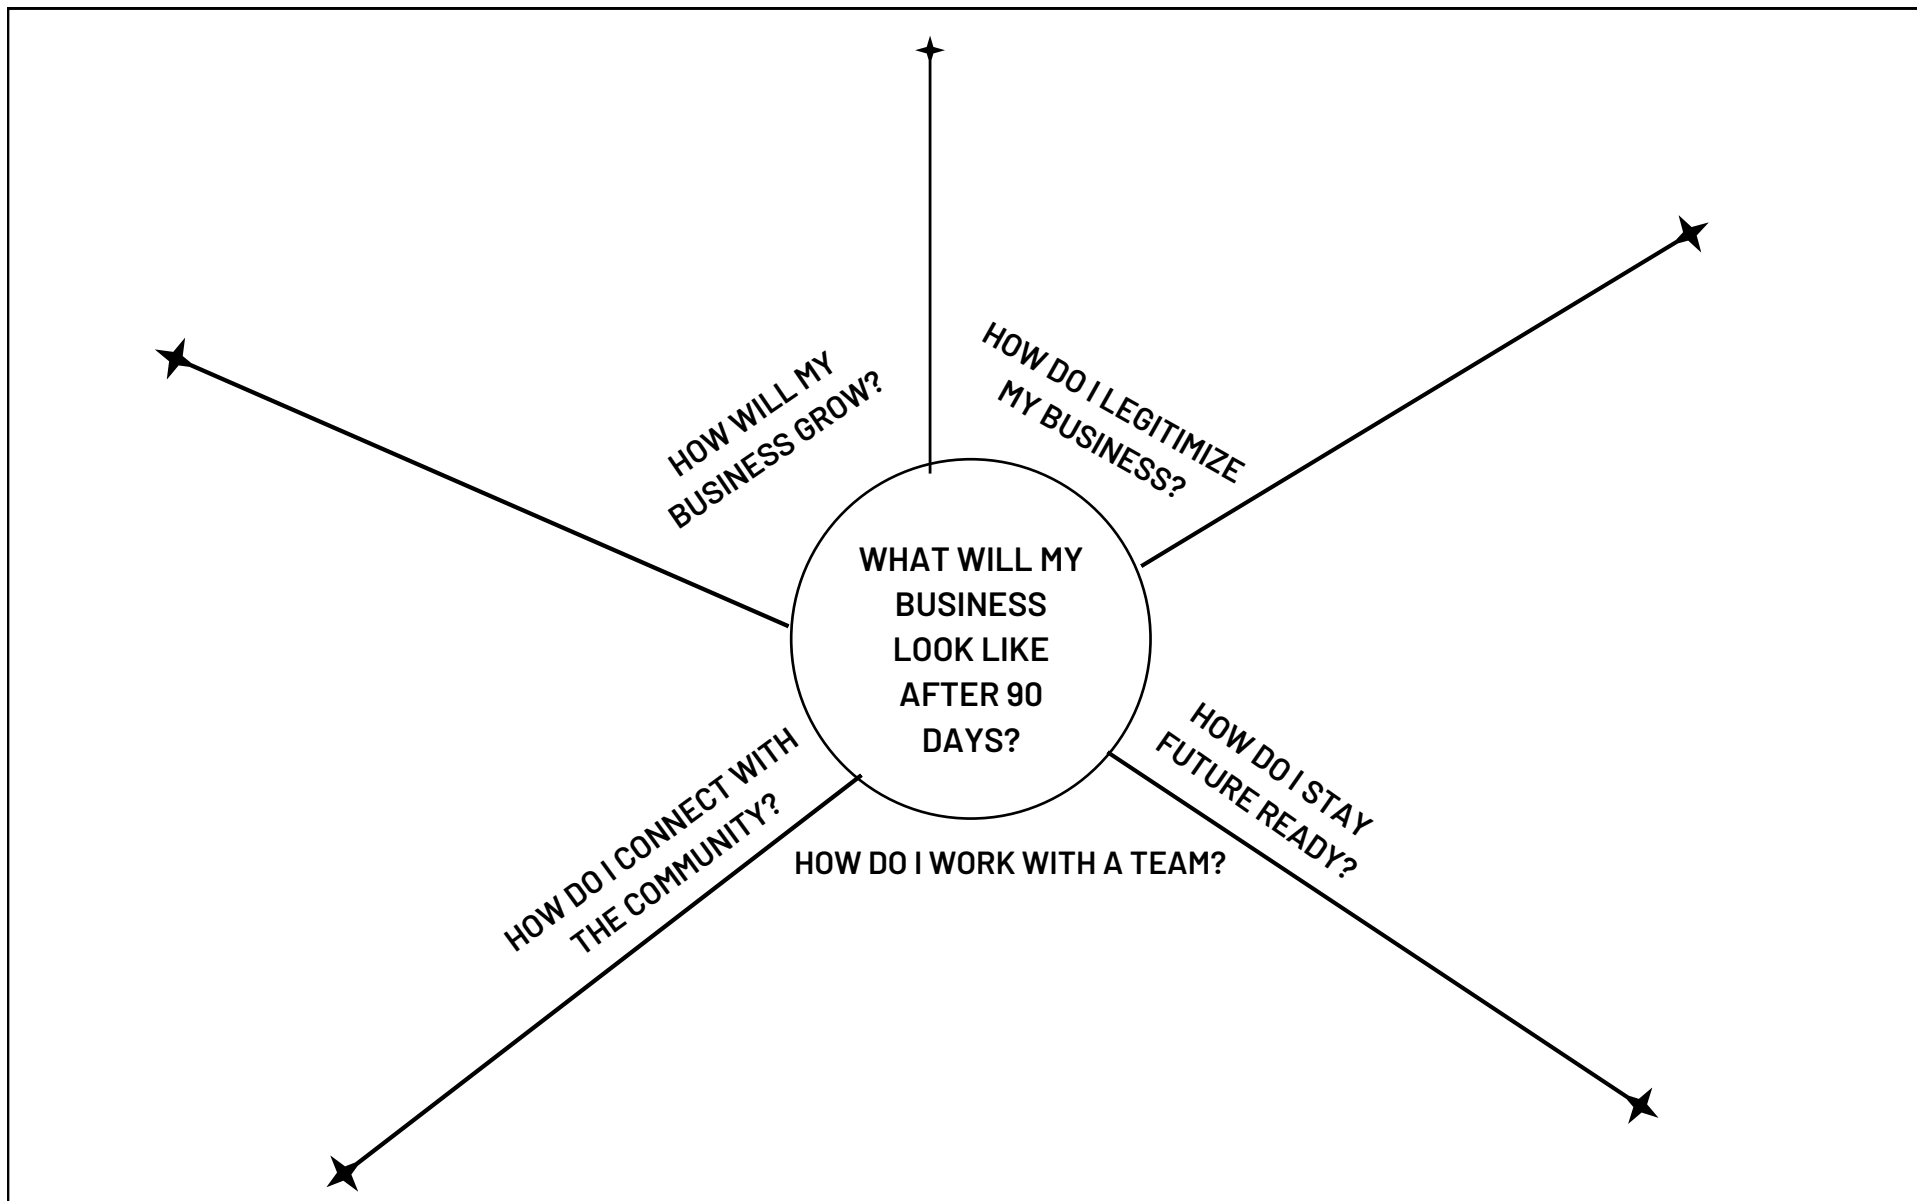 HOW WILL MY
BUSINESS GROW?
HOW DO I LEGITIMIZE
MY BUSINESS?
WHAT WILL MY
BUSINESS
LOOK LIKE
AFTER 90
DAYS?
HOW DO I STAY
FUTURE READY?
HOW DO I CONNECT WITH
THE COMMUNITY?
HOW DO I WORK WITH A TEAM?